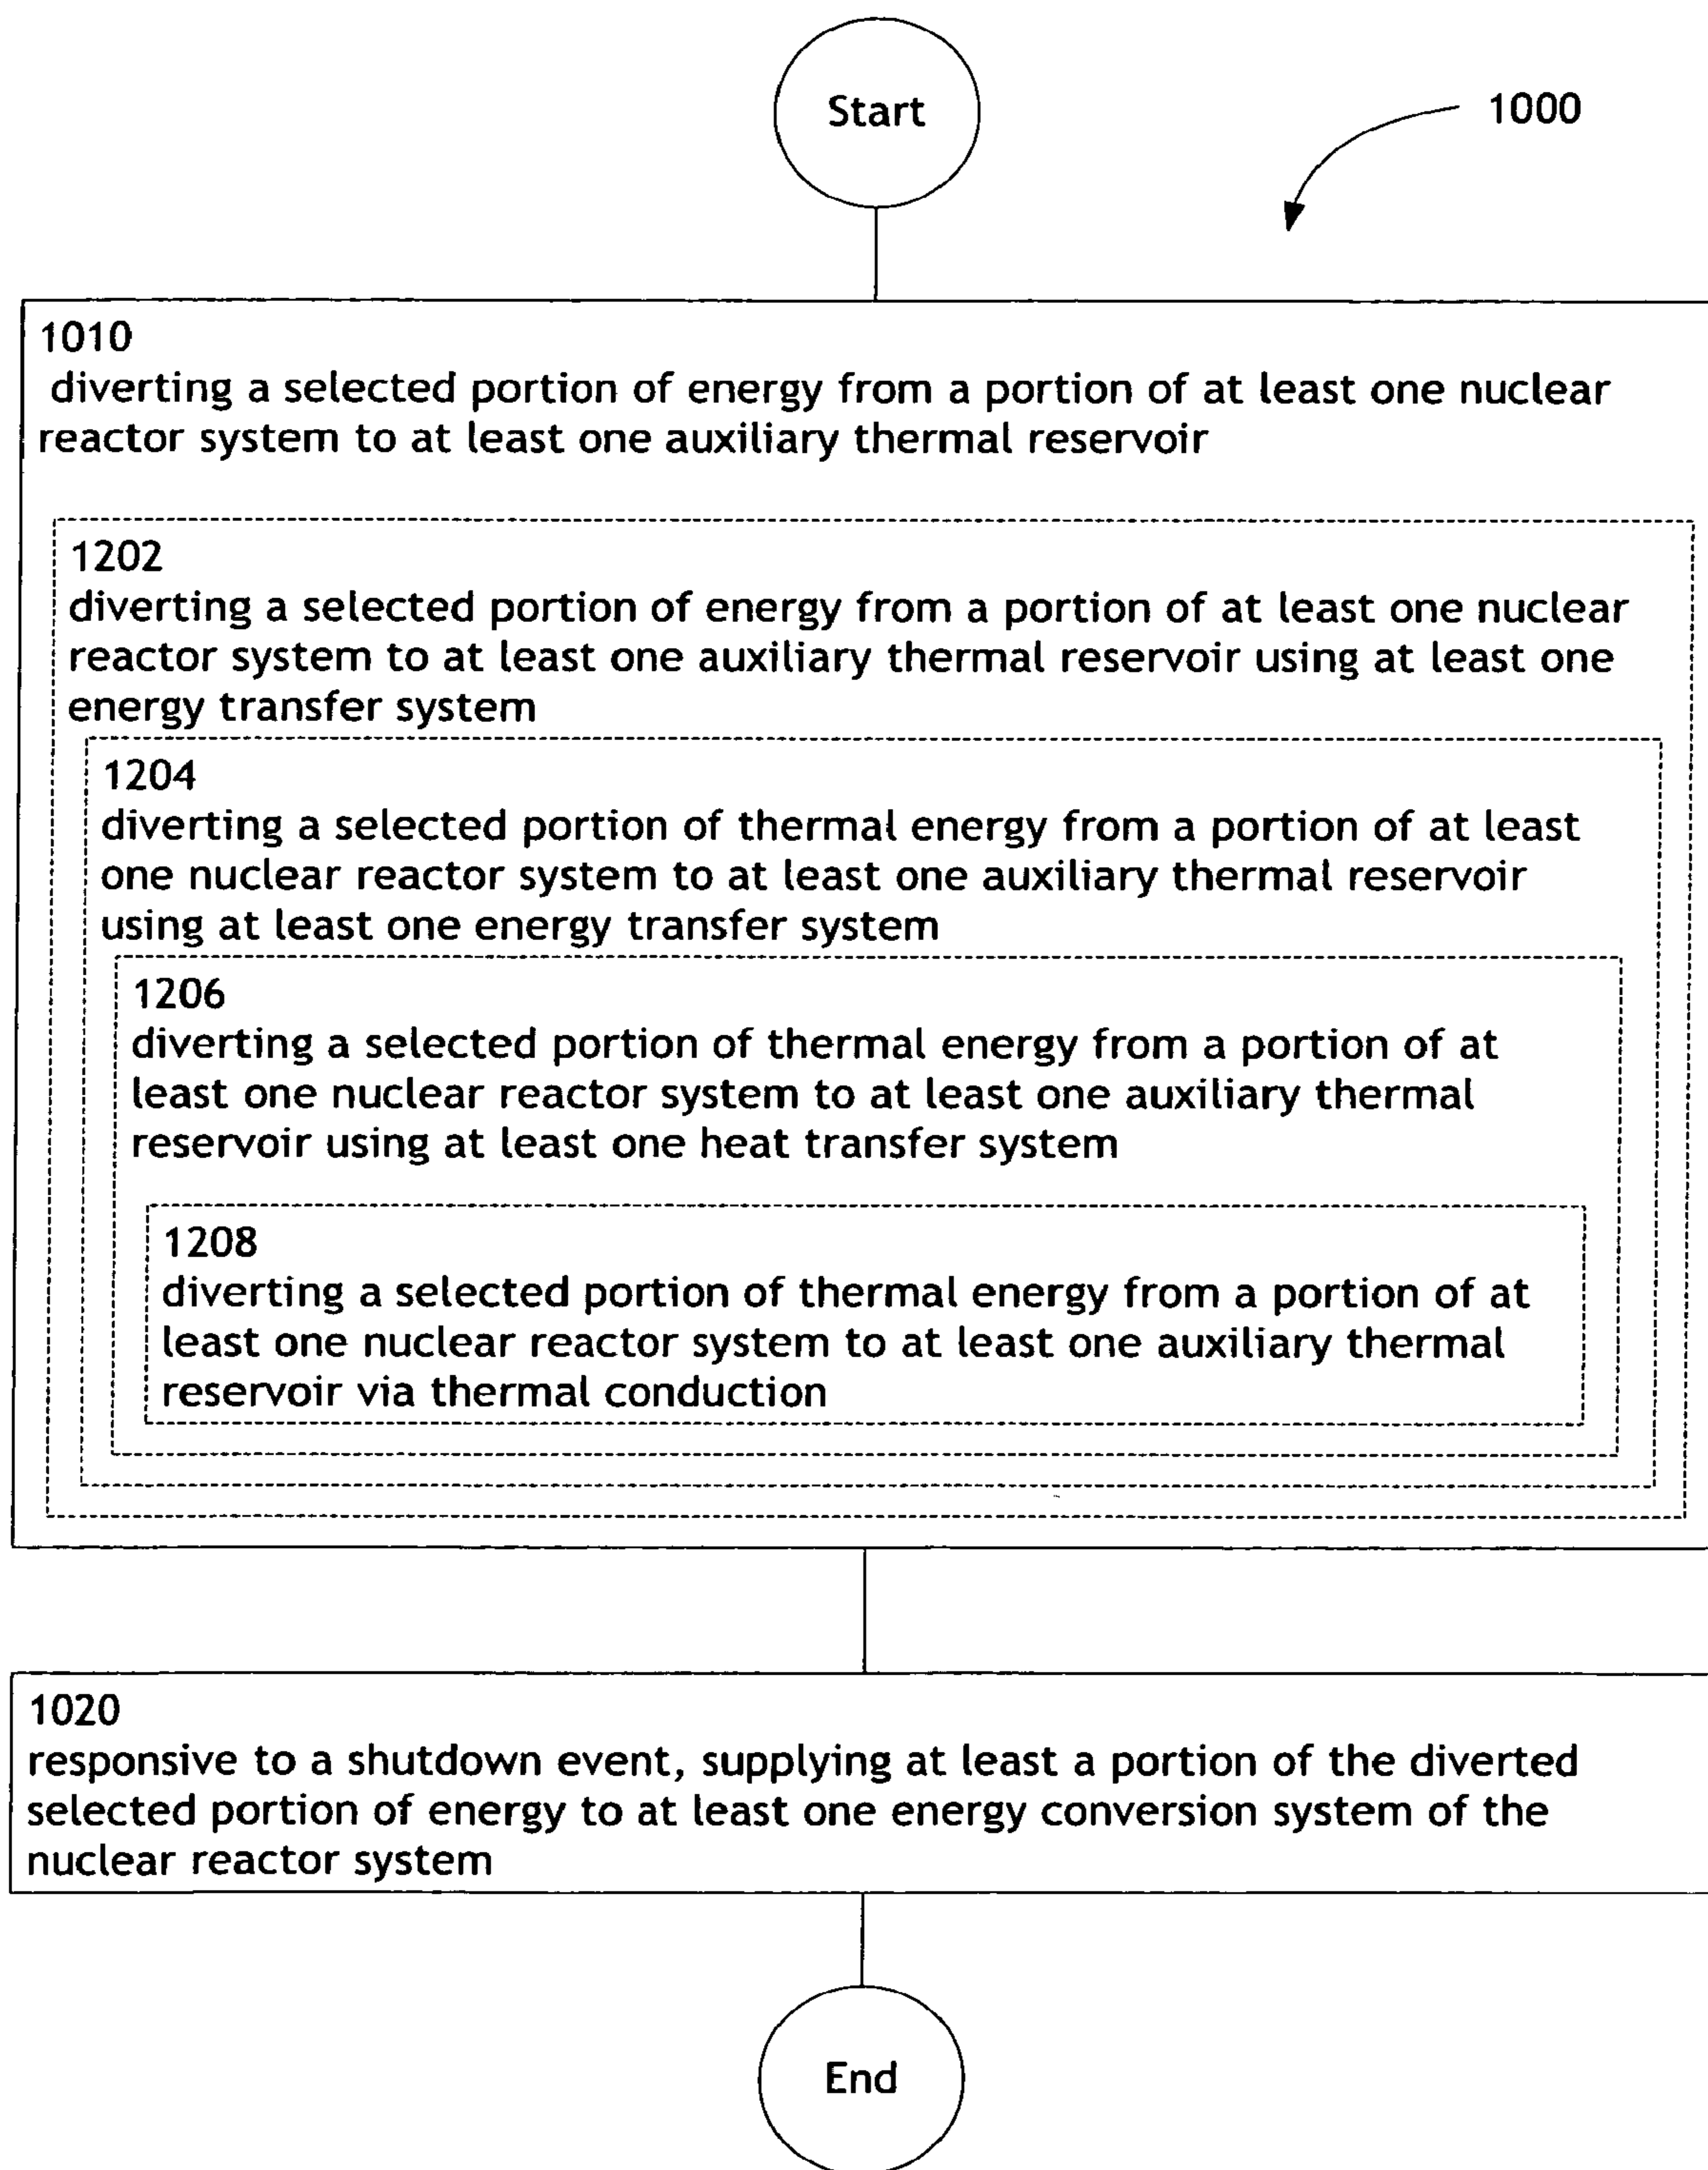 Start
1000
1010
diverting a selected portion of energy from a portion of at least one nuclear
reactor system to at least one auxiliary thermal reservoir
1202
diverting a selected portion of energy from a portion of at least one nuclear
reactor system to at least one auxiliary thermal reservoir using at least one
energy transfer system
1204
diverting a selected portion of thermal energy from a portion of at least
one nuclear reactor system to at least one auxiliary thermal reservoir
using at least one energy transfer system
1206
diverting a selected portion of thermal energy from a portion of at
least one nuclear reactor system to at least one auxiliary thermal
reservoir using at least one heat transfer system
1208
diverting a selected portion of thermal energy from a portion of at
least one nuclear reactor system to at least one auxiliary thermal
reservoir via thermal conduction
1020
responsive to a shutdown event, supplying at least a portion of the diverted
selected portion of energy to at least one energy conversion system of the
nuclear reactor system
End